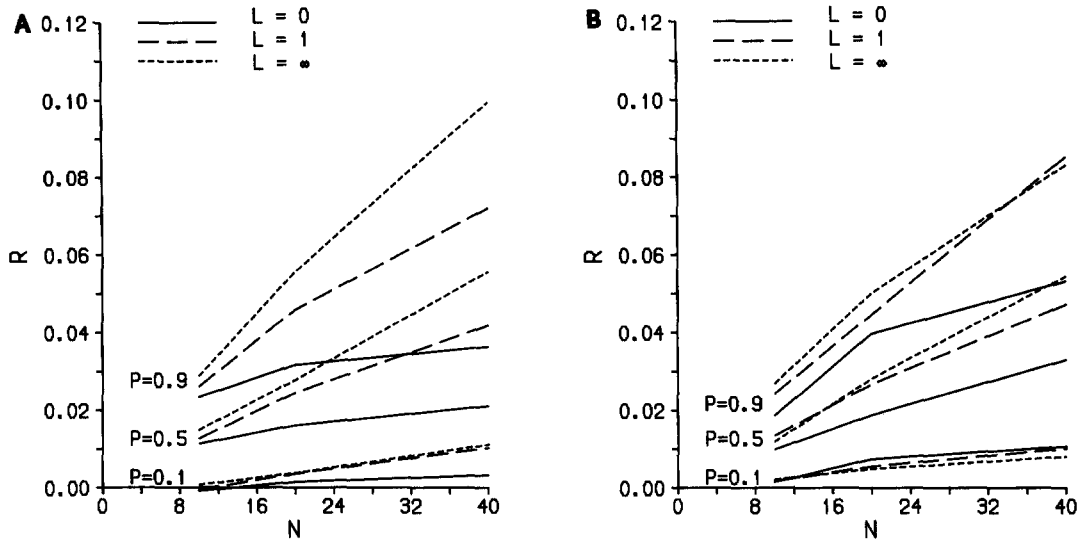 A
L = 0
L = 1
L = ∞
0.12
0.10
0.08
0.06
0.04
0.02
0.00
R
P=0.9
P=0.5
P=0.1
0 8 16 24 32 40
N
B
L = 0
L = 1
L = ∞
0.12
0.10
0.08
0.06
0.04
0.02
0.00
R
P=0.9
P=0.5
P=0.1
0 8 16 24 32 40
N